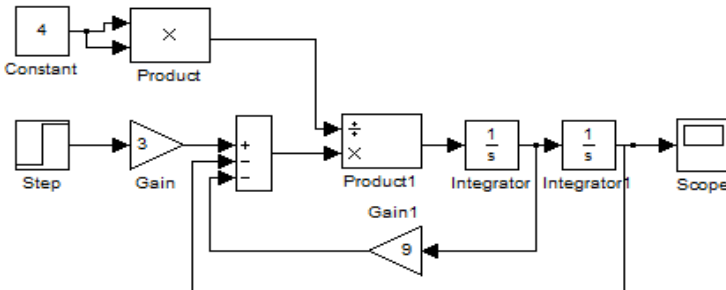 4
×
Constant
Product
3
+
−
−
÷
×
1
s
1
s
Step
Gain
Product1
Integrator
Integrator1
Scope
Gain1
9